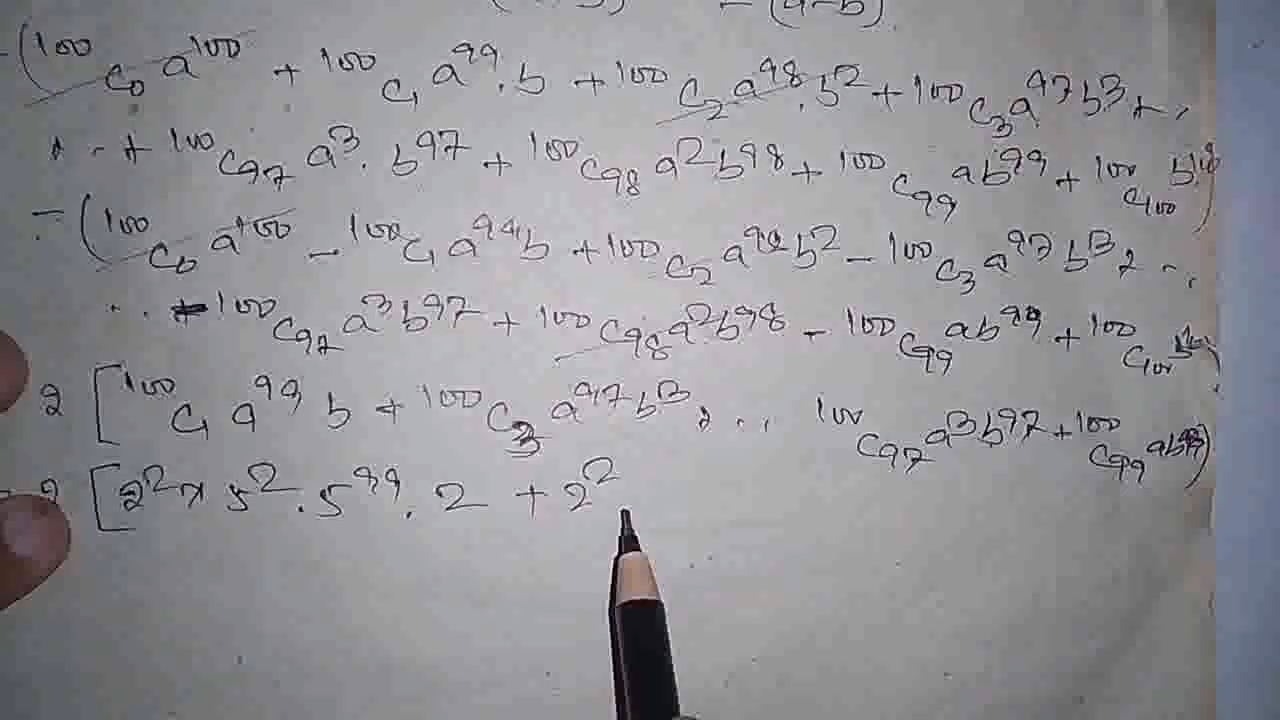 - (a-b)
(¹⁰⁰C₀ a¹⁰⁰ + ¹⁰⁰C₁ a⁹⁹.b + ¹⁰⁰C₂ a⁹⁸.b² + ¹⁰⁰C₃ a⁹⁷b³ + ..
.. + ¹⁰⁰C₉₇ a³.b⁹⁷ + ¹⁰⁰C₉₈ a²b⁹⁸ + ¹⁰⁰C₉₉ ab⁹⁹ + ¹⁰⁰C₁₀₀ b¹⁰⁰)
- (¹⁰⁰C₀ a¹⁰⁰ - ¹⁰⁰C₁ a⁹⁹b + ¹⁰⁰C₂ a⁹⁸b² - ¹⁰⁰C₃ a⁹⁷b³ + ..
.. - ¹⁰⁰C₉₇ a³b⁹⁷ + ¹⁰⁰C₉₈ a²b⁹⁸ - ¹⁰⁰C₉₉ ab⁹⁹ + ¹⁰⁰C₁₀₀
2 [¹⁰⁰C₁ a⁹⁹ b + ¹⁰⁰C₃ a⁹⁷b³ + ... ¹⁰⁰C₉₇ a³b⁹⁷ + ¹⁰⁰C₉₉ ab⁹⁹)
= 2 [2² × 5².5⁹⁹.2 + 2²